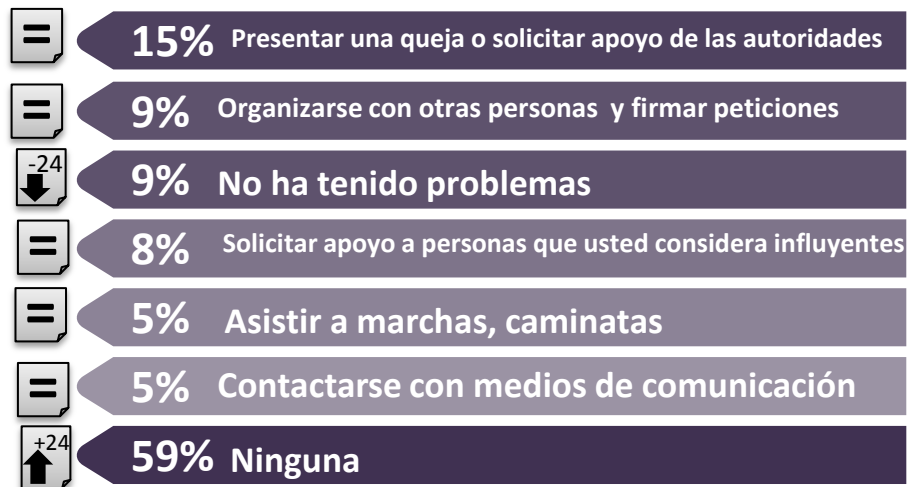 = 15% Presentar una queja o solicitar apoyo de las autoridades
= 9% Organizarse con otras personas y firmar peticiones
-24 9% No ha tenido problemas
= 8% Solicitar apoyo a personas que usted considera influyentes
= 5% Asistir a marchas, caminatas
= 5% Contactarse con medios de comunicación
+24 59% Ninguna